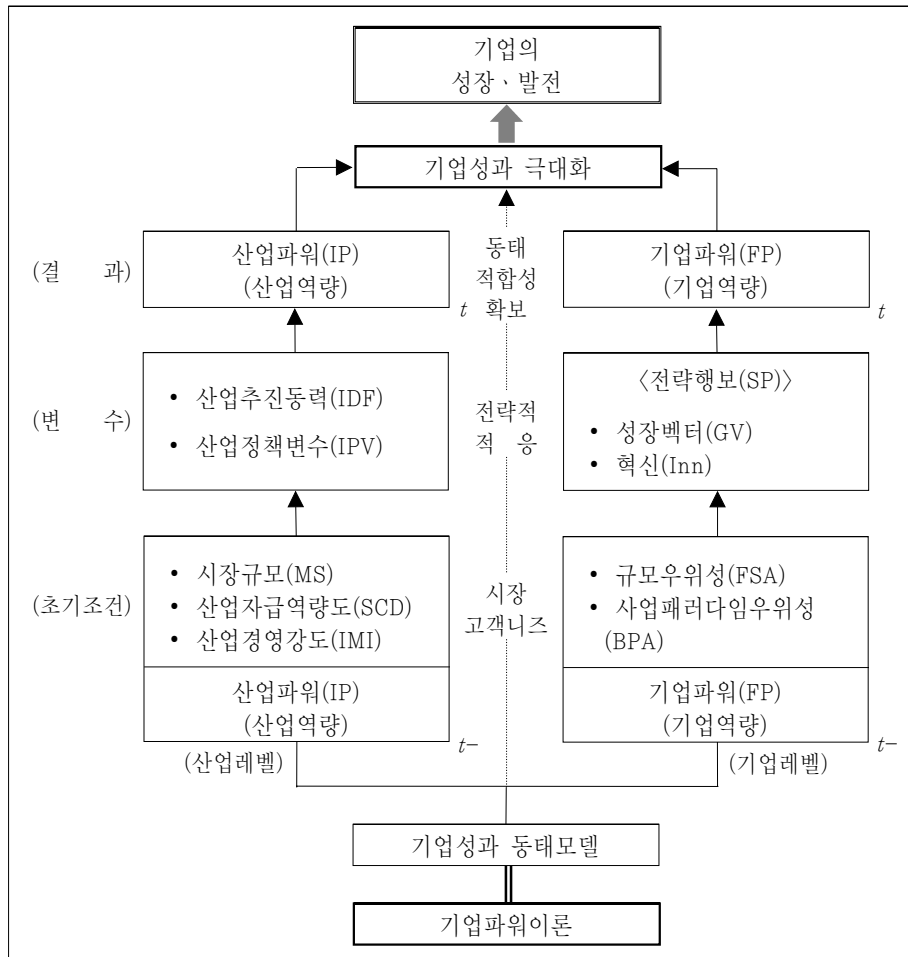 기업의
성장、발전
기업성과 극대화
(결 과)
산업파워(IP)
(산업역량)
t
동태
적합성
확보
기업파워(FP)
(기업역량)
t
(변 수)
• 산업추진동력(IDF)
• 산업정책변수(IPV)
전략적
적 응
〈전략행보(SP)〉
• 성장벡터(GV)
• 혁신(Inn)
(초기조건)
• 시장규모(MS)
• 산업자급역량도(SCD)
• 산업경영강도(IMI)
산업파워(IP)
(산업역량)
t-
시장
고객니즈
• 규모우위성(FSA)
• 사업패러다임우위성
(BPA)
기업파워(FP)
(기업역량)
t-
(산업레벨)
(기업레벨)
기업성과 동태모델
기업파워이론